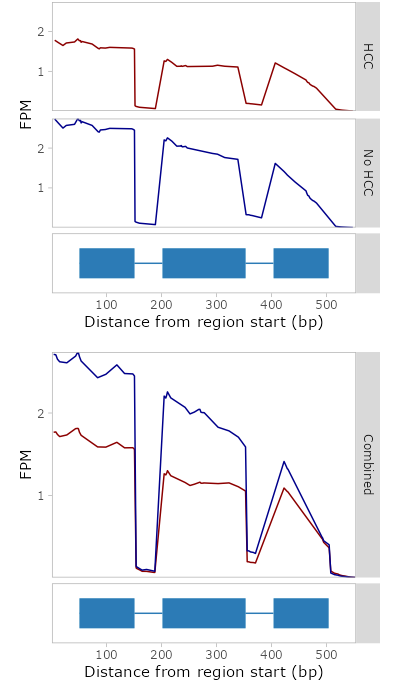 2
1
HCC
FPM
2
1
No HCC
100 200 300 400 500
Distance from region start (bp)
2
1
FPM
Combined
100 200 300 400 500
Distance from region start (bp)